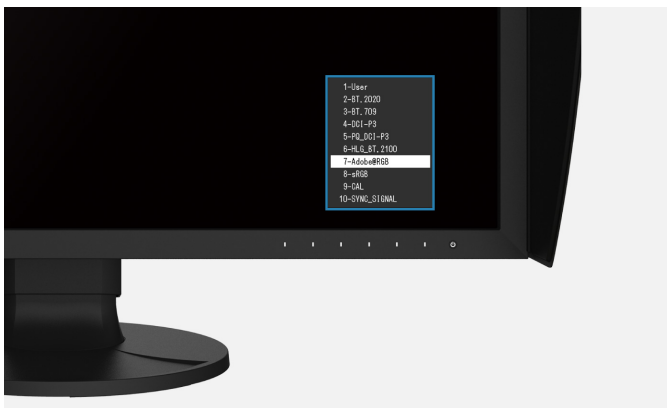 1-User
2-BT.2020
3-BT.709
4-DCI-P3
5-PQ_DCI-P3
6-HLG_BT.2100
7-Adobe®RGB
8-sRGB
9-CAL
10-SYNC_SIGNAL